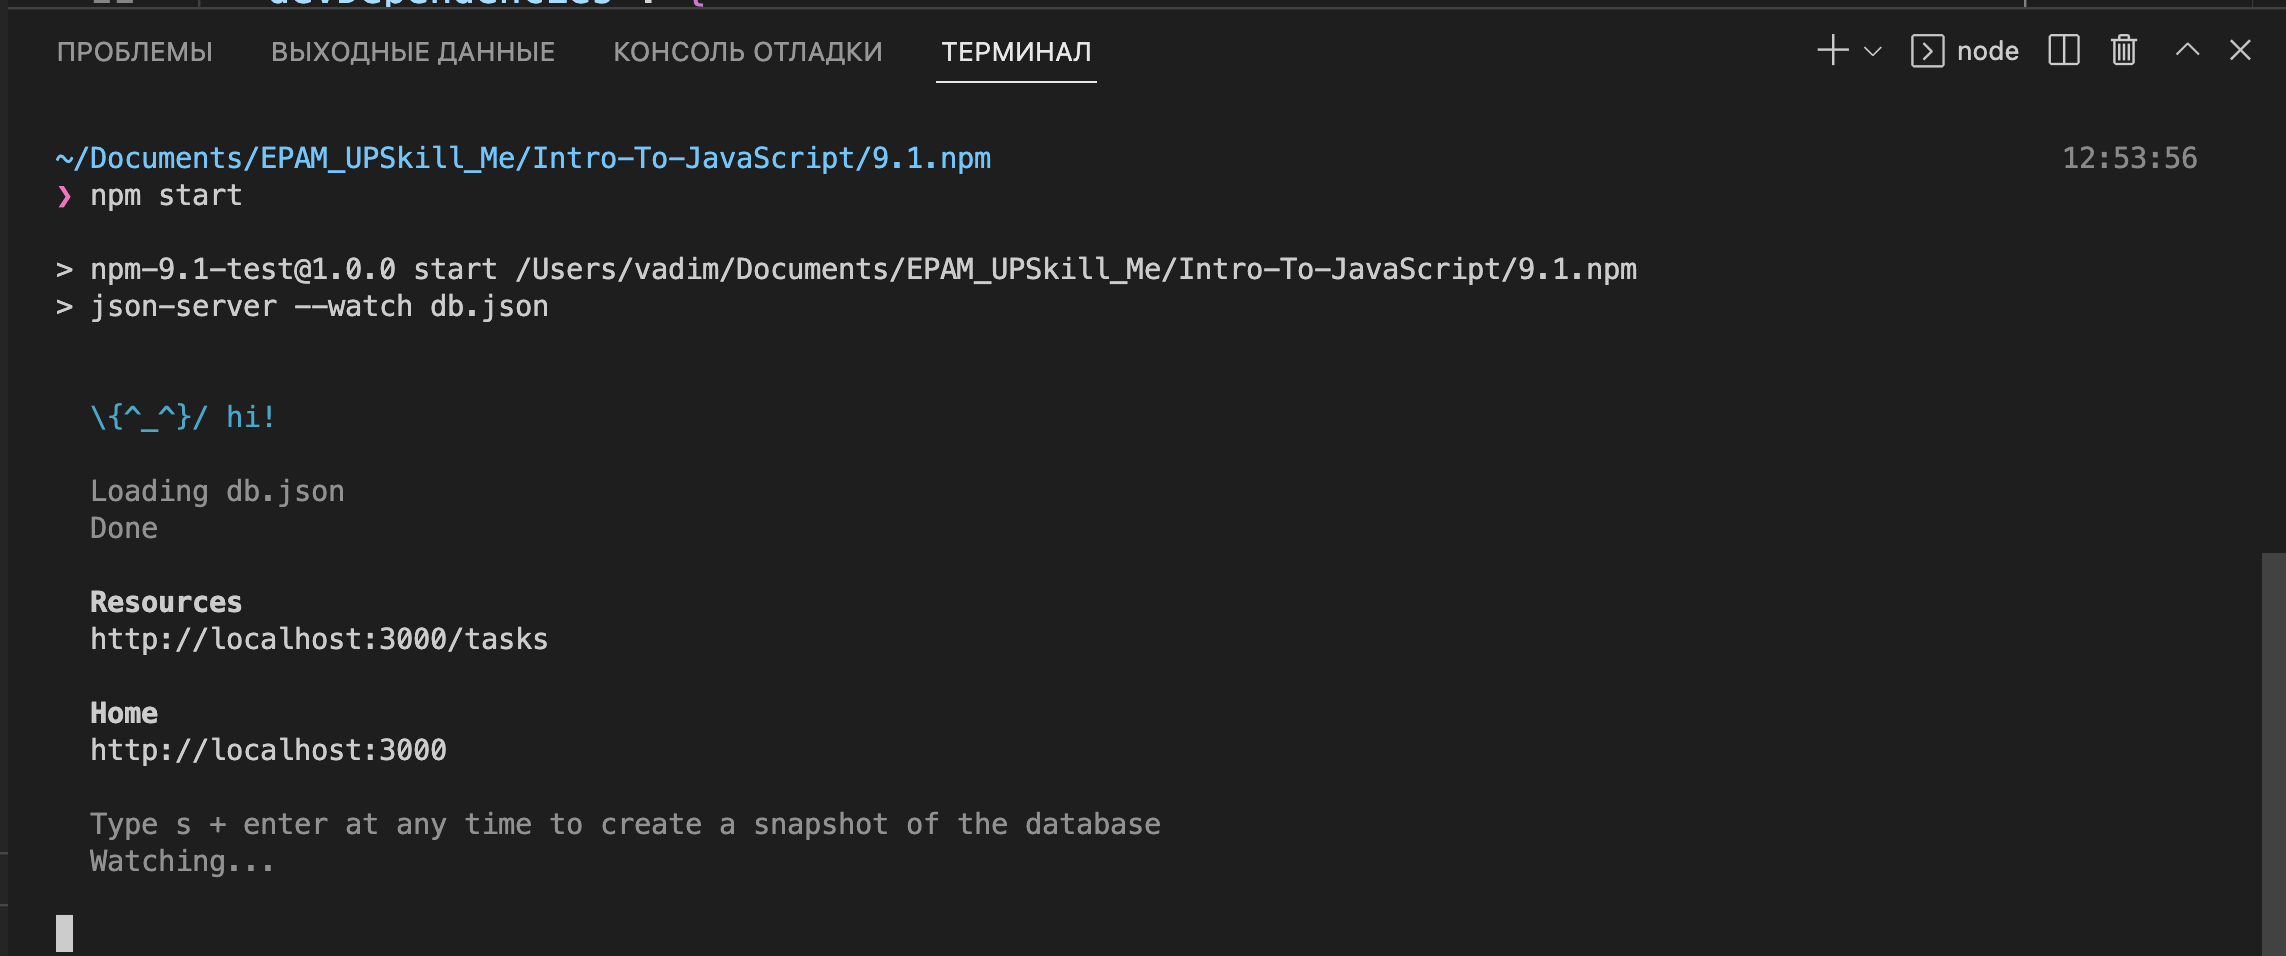 devDependencies": {
ПРОБЛЕМЫ ВЫХОДНЫЕ ДАННЫЕ КОНСОЛЬ ОТЛАДКИ ТЕРМИНАЛ node
~/Documents/EPAM_UPSkill_Me/Intro-To-JavaScript/9.1.npm 12:53:56
❯ npm start
> npm-9.1-test@1.0.0 start /Users/vadim/Documents/EPAM_UPSkill_Me/Intro-To-JavaScript/9.1.npm
> json-server --watch db.json
\{^_^}/ hi!
Loading db.json
Done
Resources
http://localhost:3000/tasks
Home
http://localhost:3000
Type s + enter at any time to create a snapshot of the database
Watching...